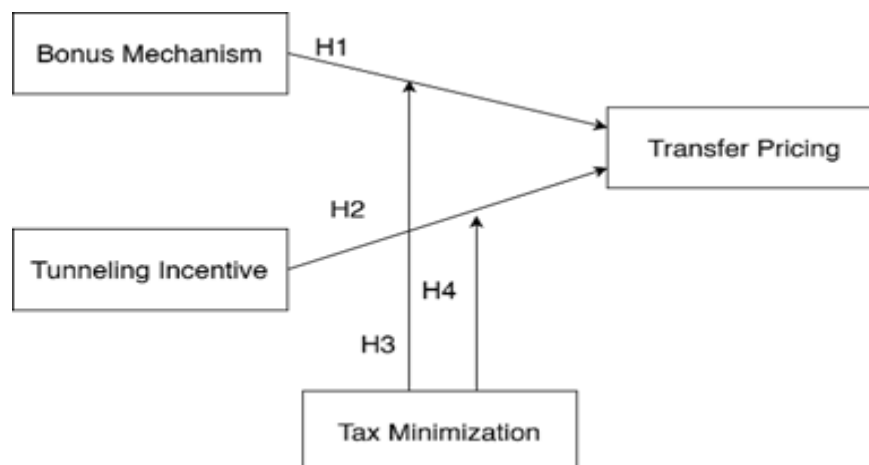 Bonus Mechanism
H1
Transfer Pricing
H2
Tunneling Incentive
H4
H3
Tax Minimization